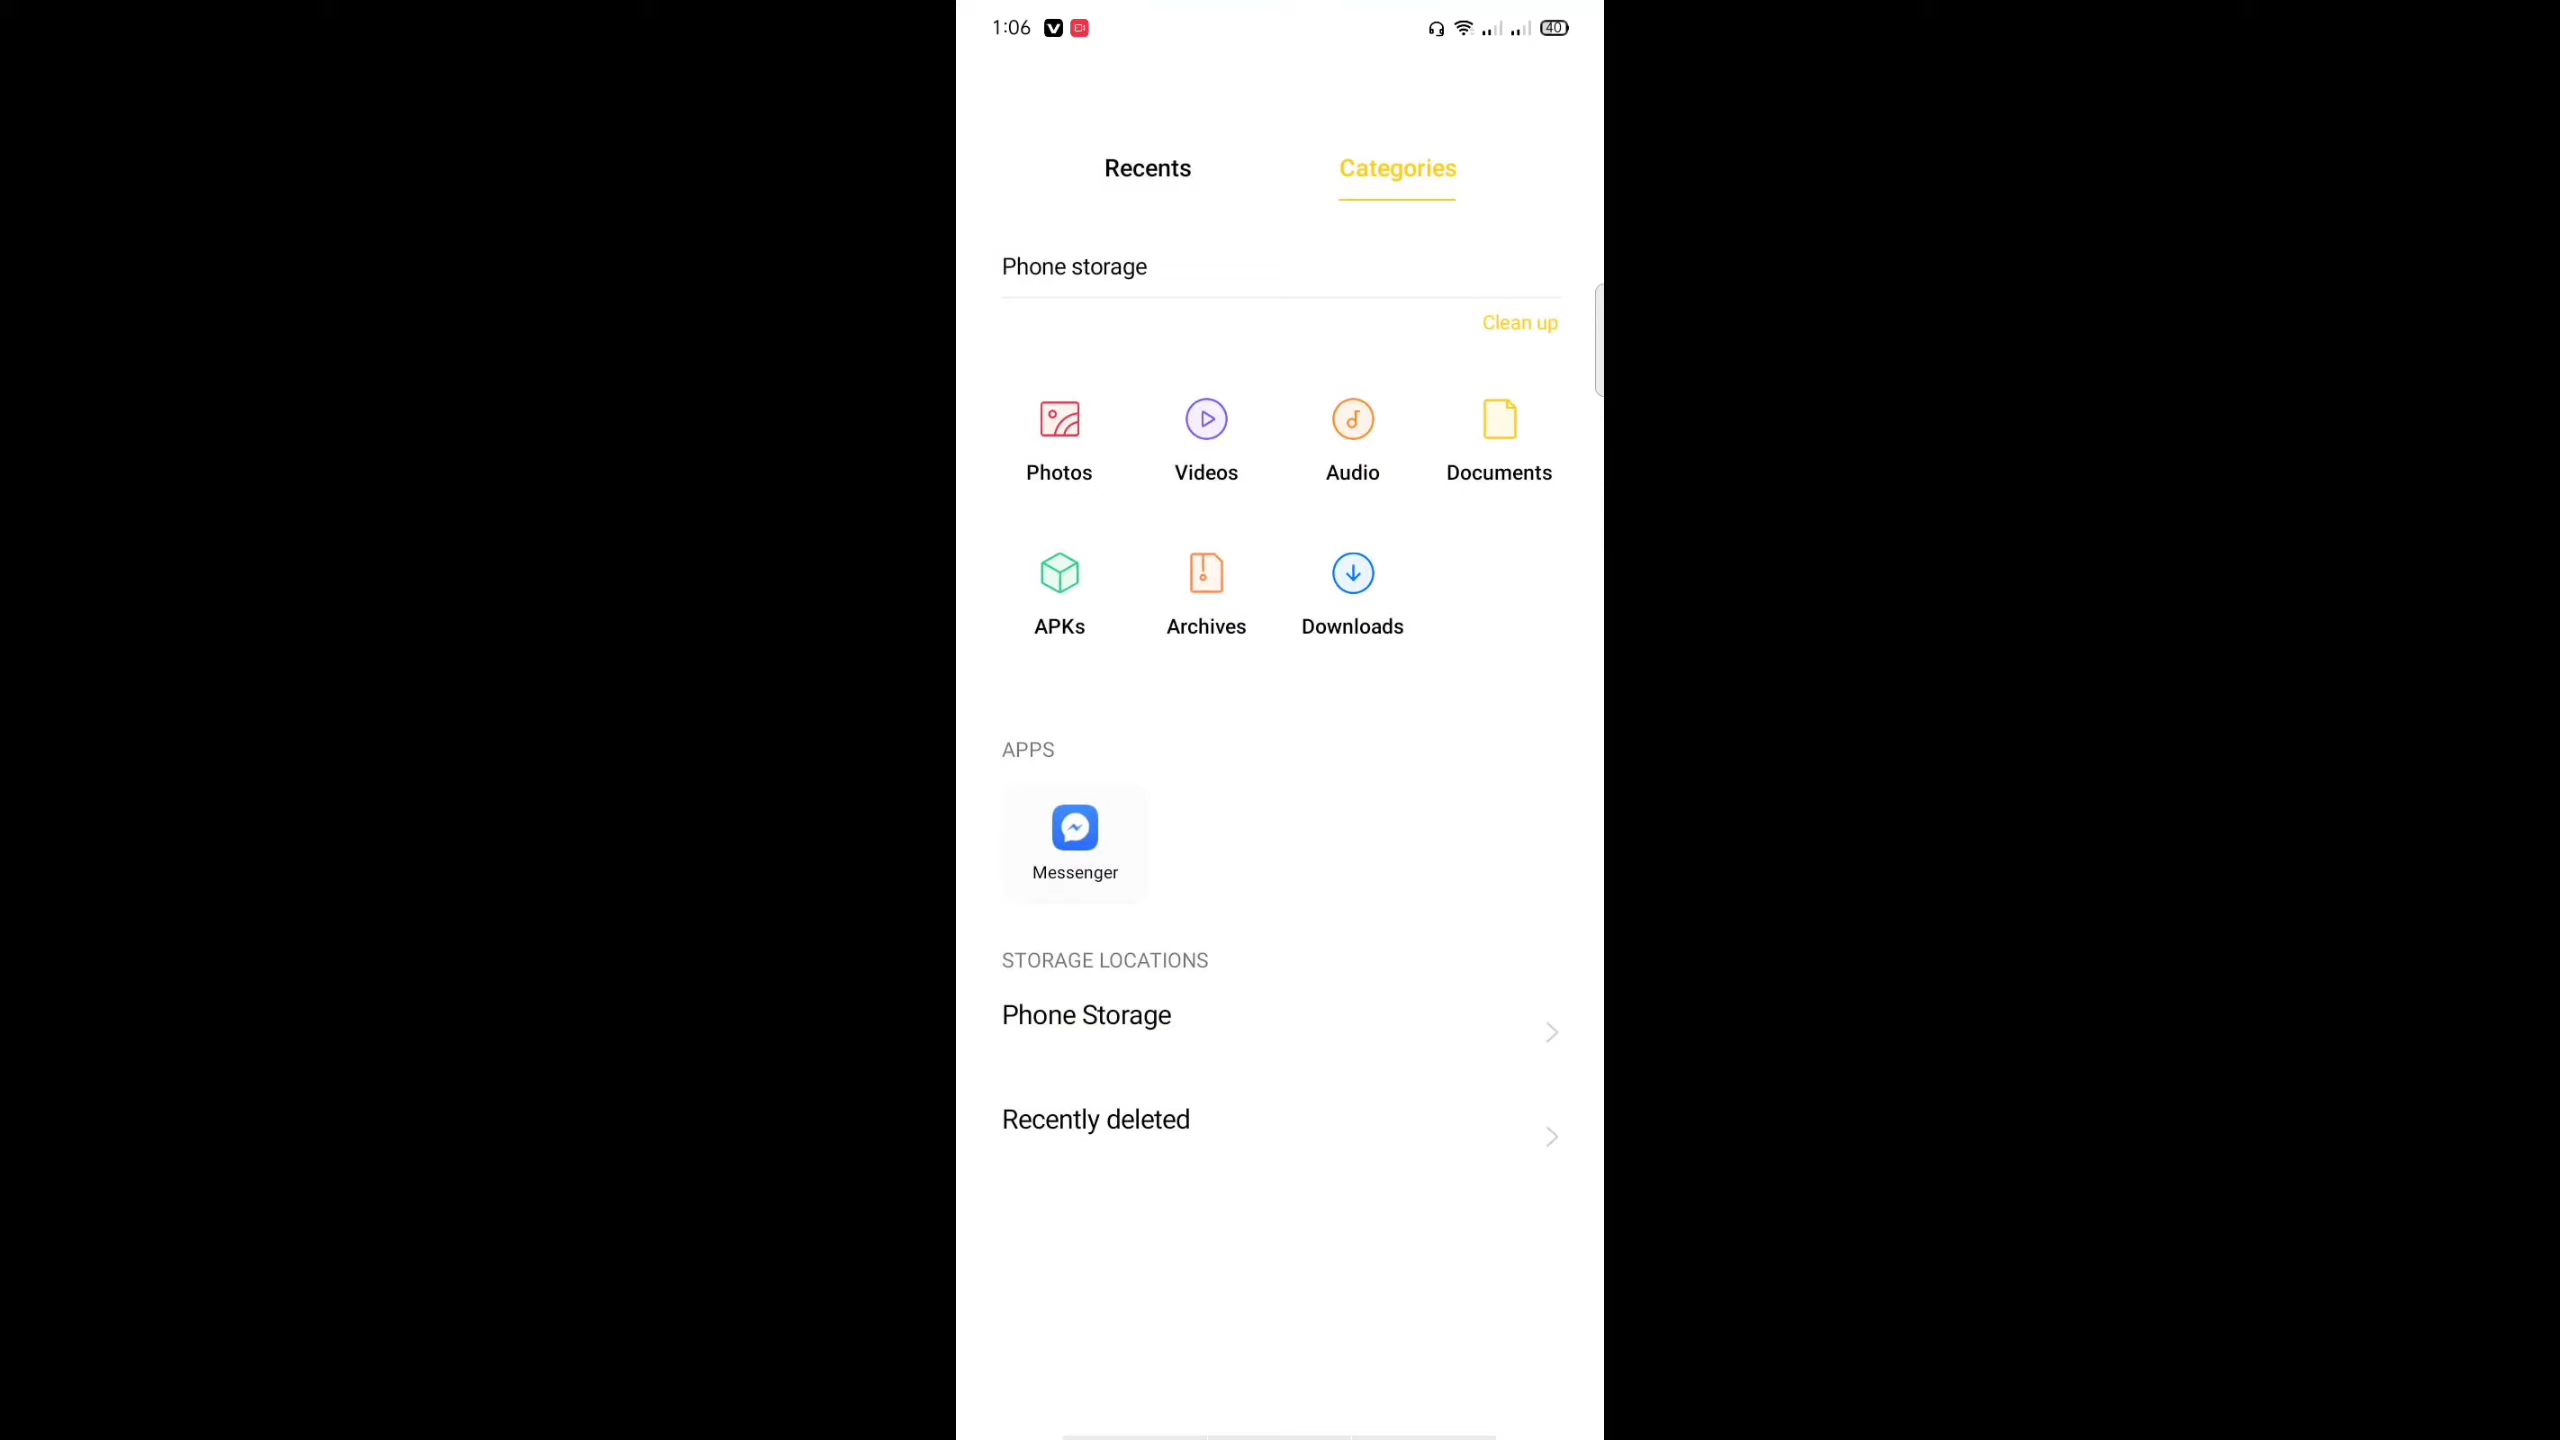 1:06 40
Recents Categories
Phone storage
Clean up
Photos Videos Audio Documents
APKs Archives Downloads
APPS
Messenger
STORAGE LOCATIONS
Phone Storage
Recently deleted